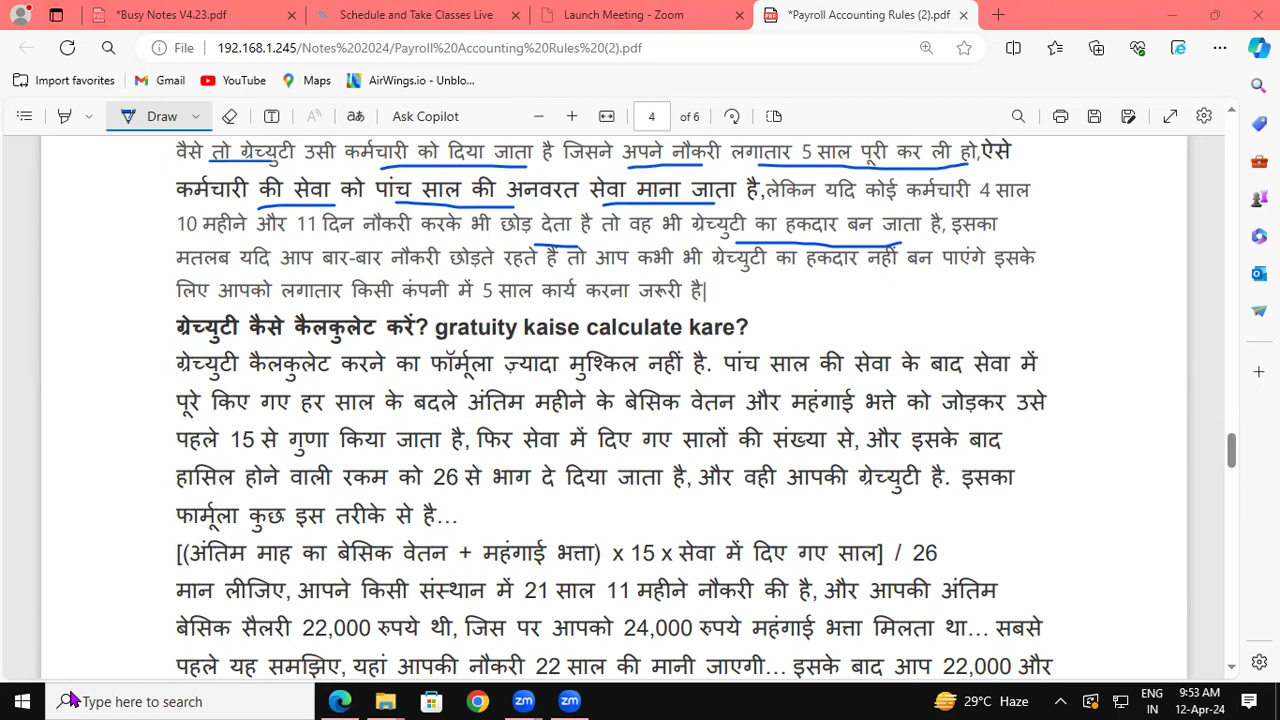 *Busy Notes V4.23.pdf
Schedule and Take Classes Live
Launch Meeting - Zoom
*Payroll Accounting Rules (2).pdf
File
192.168.1.245/Notes%202024/Payroll%20Accounting%20Rules%20(2).pdf
Import favorites
Gmail
YouTube
Maps
AirWings.io - Unblo...
Draw
Ask Copilot
4
of 6
वैसे तो ग्रेच्युटी उसी कर्मचारी को दिया जाता है जिसने अपने नौकरी लगातार 5 साल पूरी कर ली हो,ऐसे
कर्मचारी की सेवा को पांच साल की अनवरत सेवा माना जाता है,लेकिन यदि कोई कर्मचारी 4 साल
10 महीने और 11 दिन नौकरी करके भी छोड़ देता है तो वह भी ग्रेच्युटी का हकदार बन जाता है, इसका
मतलब यदि आप बार-बार नौकरी छोड़ते रहते हैं तो आप कभी भी ग्रेच्युटी का हकदार नहीं बन पाएंगे इसके
लिए आपको लगातार किसी कंपनी में 5 साल कार्य करना जरूरी है|
ग्रेच्युटी कैसे कैलकुलेट करें? gratuity kaise calculate kare?
ग्रेच्युटी कैलकुलेट करने का फॉर्मूला ज़्यादा मुश्किल नहीं है. पांच साल की सेवा के बाद सेवा में
पूरे किए गए हर साल के बदले अंतिम महीने के बेसिक वेतन और महंगाई भत्ते को जोड़कर उसे
पहले 15 से गुणा किया जाता है, फिर सेवा में दिए गए सालों की संख्या से, और इसके बाद
हासिल होने वाली रकम को 26 से भाग दे दिया जाता है, और वही आपकी ग्रेच्युटी है. इसका
फार्मूला कुछ इस तरीके से है...
[(अंतिम माह का बेसिक वेतन + महंगाई भत्ता) x 15 x सेवा में दिए गए साल] / 26
मान लीजिए, आपने किसी संस्थान में 21 साल 11 महीने नौकरी की है, और आपकी अंतिम
बेसिक सैलरी 22,000 रुपये थी, जिस पर आपको 24,000 रुपये महंगाई भत्ता मिलता था... सबसे
पहले यह समझिए, यहां आपकी नौकरी 22 साल की मानी जाएगी... इसके बाद आप 22,000 और
Type here to search
29°C Haze
ENG
IN
9:53 AM
12-Apr-24